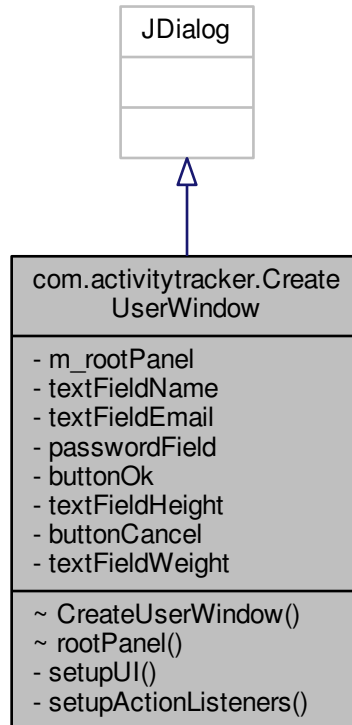 JDialog
com.activitytracker.Create
UserWindow
- m_rootPanel
- textFieldName
- textFieldEmail
- passwordField
- buttonOk
- textFieldHeight
- buttonCancel
- textFieldWeight
~ CreateUserWindow()
~ rootPanel()
- setupUI()
- setupActionListeners()